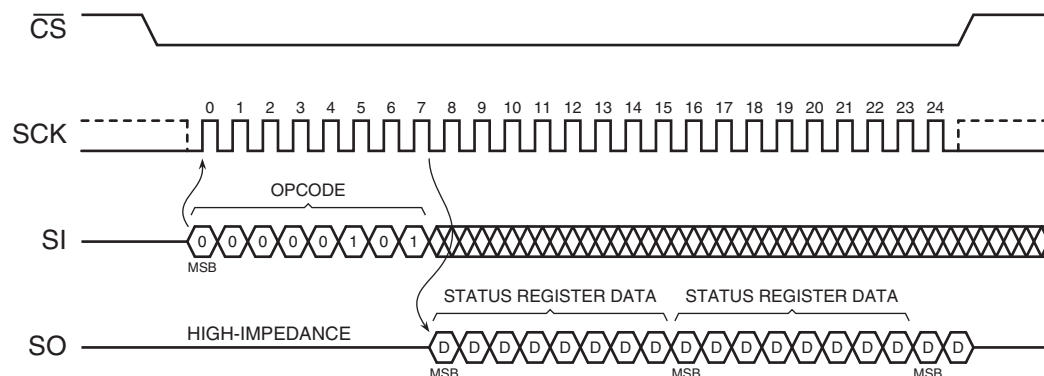 CS
SCK 0 1 2 3 4 5 6 7 8 9 10 11 12 13 14 15 16 17 18 19 20 21 22 23 24
OPCODE
SI 0 0 0 0 0 1 0 1
MSB
STATUS REGISTER DATA STATUS REGISTER DATA
HIGH-IMPEDANCE
SO D D D D D D D D D D D D D D D D D D
MSB MSB MSB